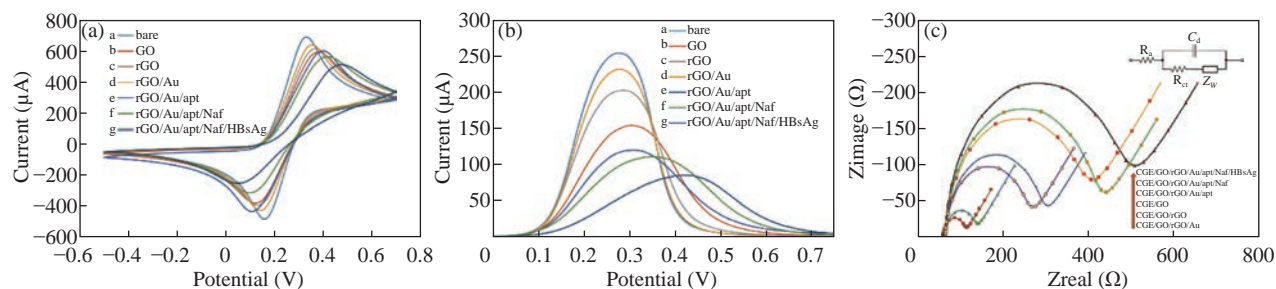 (a)
800
600
400
200
0
−200
−400
−600
−0.6 −0.4 −0.2 0 0.2 0.4 0.6 0.8
Potential (V)
Current (µA)
a bare
b GO
c rGO
d rGO/Au
e rGO/Au/apt
f rGO/Au/apt/Naf
g rGO/Au/apt/Naf/HBsAg
(b)
300
250
200
150
100
50
0
0 0.1 0.2 0.3 0.4 0.5 0.6 0.7
Potential (V)
Current (µA)
a bare
b GO
c rGO
d rGO/Au
e rGO/Au/apt
f rGO/Au/apt/Naf
g rGO/Au/apt/Naf/HBsAg
(c)
−300
−250
−200
−150
−100
−50
0 200 400 600 800
Zreal (Ω)
Zimage (Ω)
Cd
Ra
Rct
ZW
CGE/GO/rGO/Au/apt/Naf/HBsAg
CGE/GO/rGO/Au/apt/Naf
CGE/GO/rGO/Au/apt
CGE/GO
CGE/GO/rGO
CGE/GO/rGO/Au